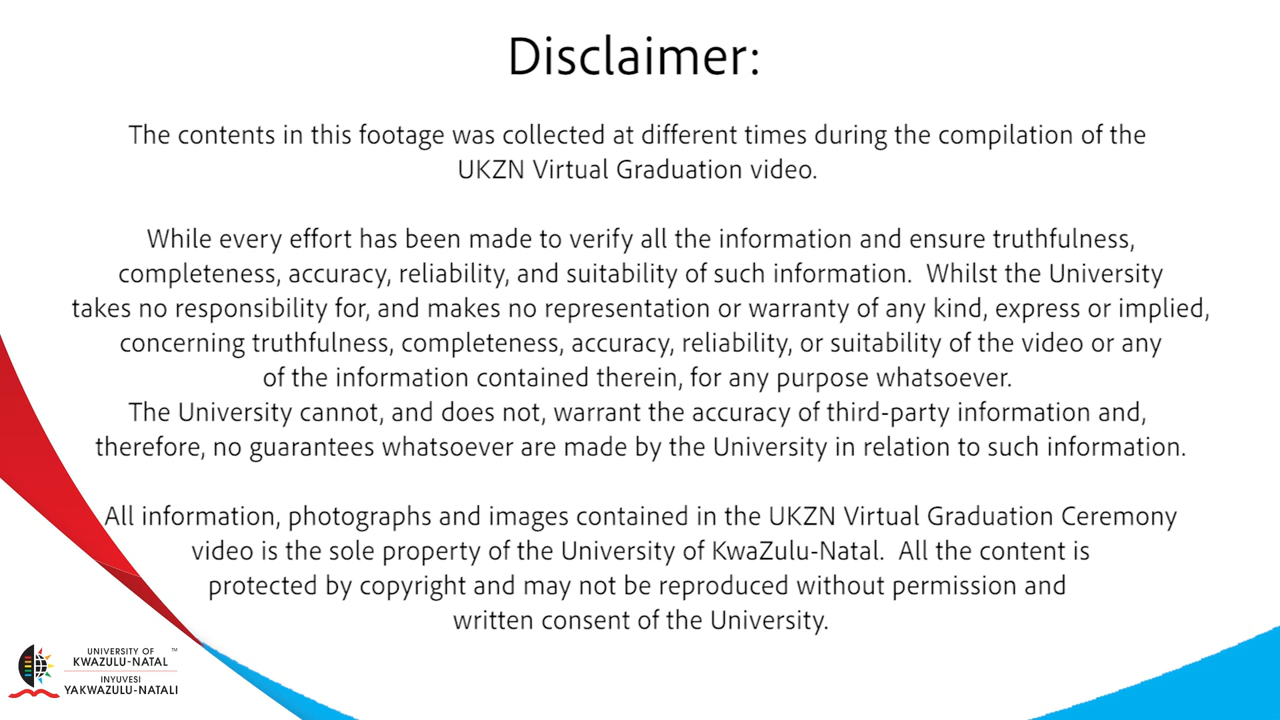 Disclaimer:
The contents in this footage was collected at different times during the compilation of the
UKZN Virtual Graduation video.
While every effort has been made to verify all the information and ensure truthfulness,
completeness, accuracy, reliability, and suitability of such information.  Whilst the University
takes no responsibility for, and makes no representation or warranty of any kind, express or implied,
concerning truthfulness, completeness, accuracy, reliability, or suitability of the video or any
of the information contained therein, for any purpose whatsoever.
The University cannot, and does not, warrant the accuracy of third-party information and,
therefore, no guarantees whatsoever are made by the University in relation to such information.
All information, photographs and images contained in the UKZN Virtual Graduation Ceremony
video is the sole property of the University of KwaZulu-Natal.  All the content is
protected by copyright and may not be reproduced without permission and
written consent of the University.
UNIVERSITY OF ™
KWAZULU-NATAL
INYUVESI
YAKWAZULU-NATALI